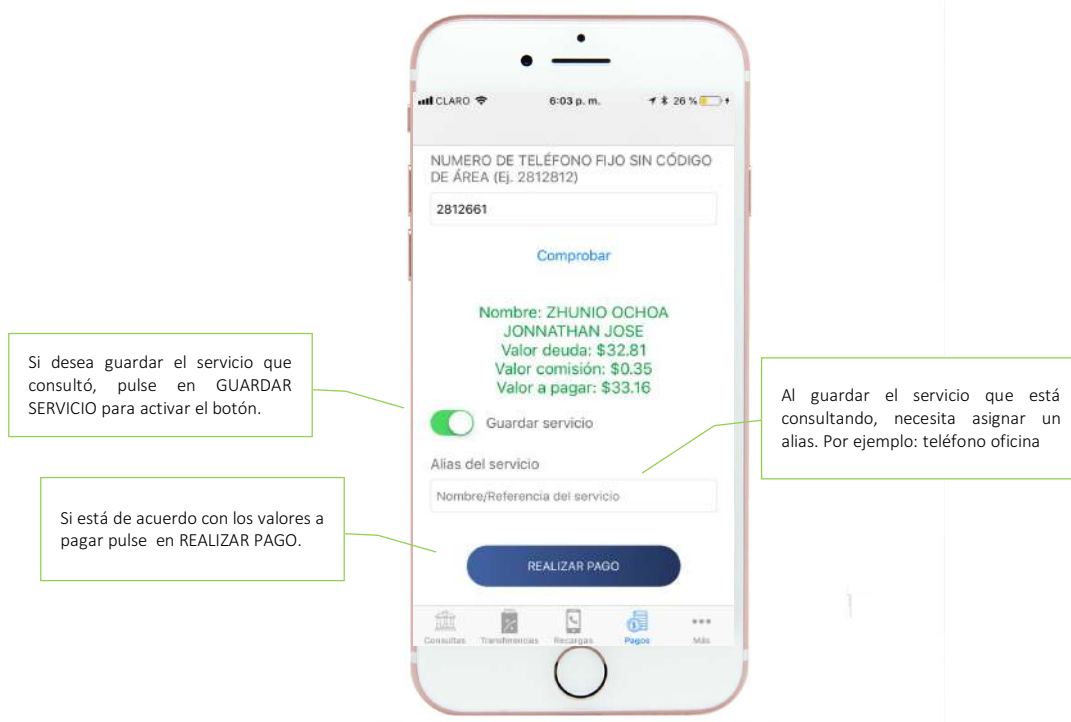 CLARO 6:03 p. m. 26 %
NUMERO DE TELÉFONO FIJO SIN CÓDIGO
DE ÁREA (Ej. 2812812)
2812661
Comprobar
Nombre: ZHUNIO OCHOA
JONNATHAN JOSE
Valor deuda: $32.81
Valor comisión: $0.35
Valor a pagar: $33.16
Guardar servicio
Alias del servicio
Nombre/Referencia del servicio
REALIZAR PAGO
Consultas Transferencias Recargas Pagos Más
Si desea guardar el servicio que
consultó, pulse en GUARDAR
SERVICIO para activar el botón.
Si está de acuerdo con los valores a
pagar pulse en REALIZAR PAGO.
Al guardar el servicio que está
consultando, necesita asignar un
alias. Por ejemplo: teléfono oficina